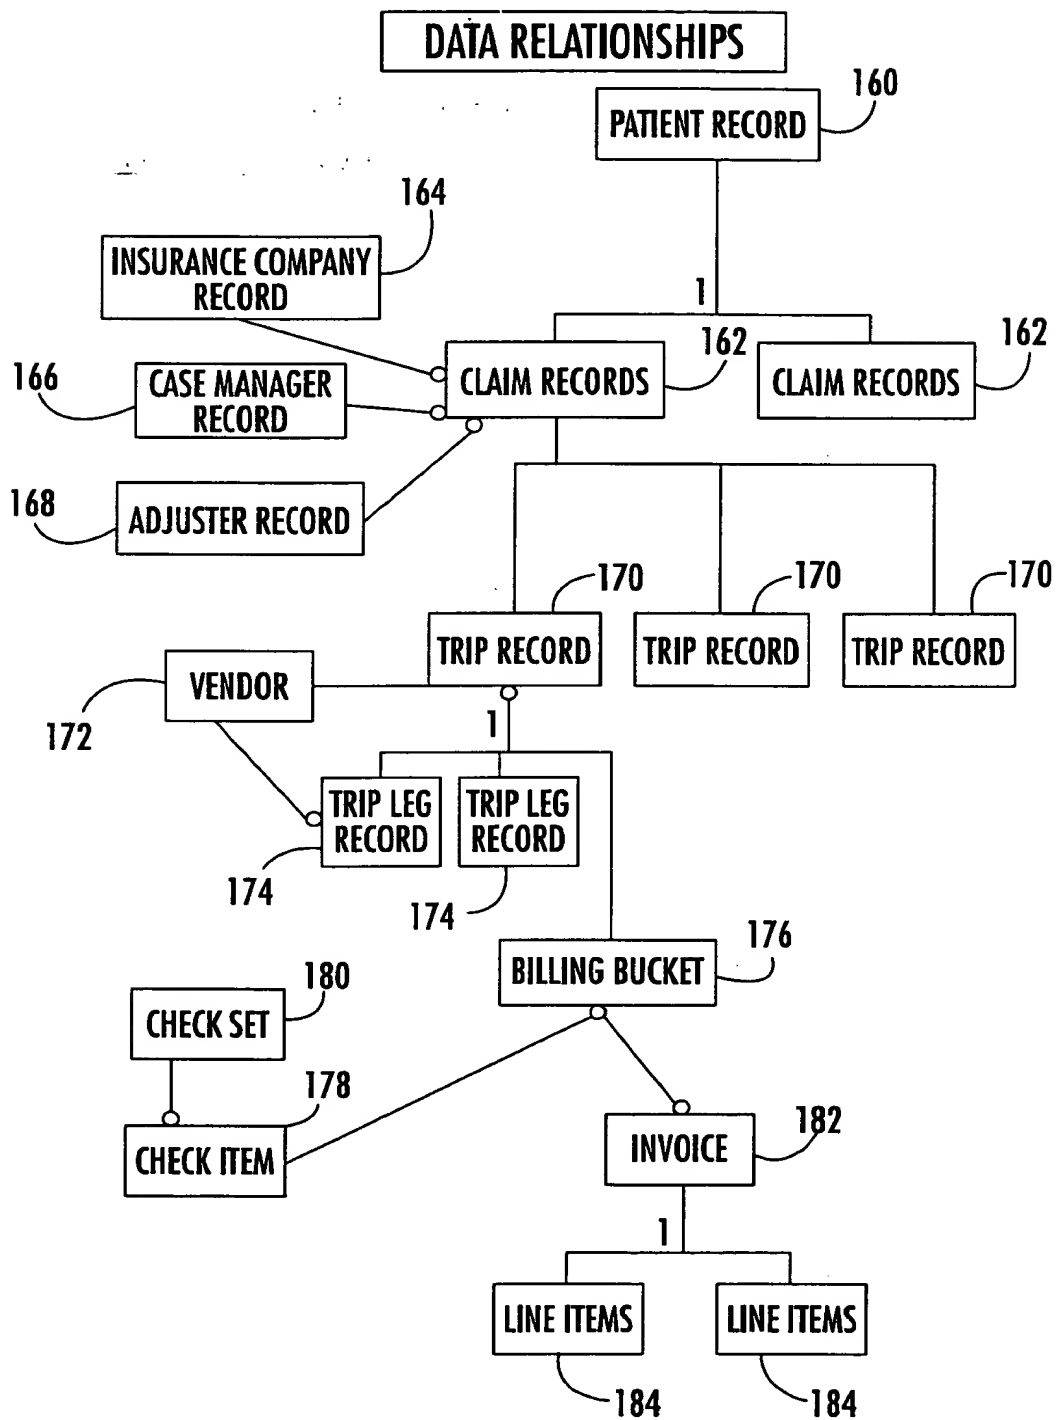 DATA RELATIONSHIPS
160
PATIENT RECORD
164
INSURANCE COMPANY
RECORD
1
162
162
CLAIM RECORDS
CLAIM RECORDS
166
CASE MANAGER
RECORD
168
ADJUSTER RECORD
170
170
170
TRIP RECORD
TRIP RECORD
TRIP RECORD
VENDOR
172
1
TRIP LEG
RECORD
TRIP LEG
RECORD
174
174
176
BILLING BUCKET
180
CHECK SET
178
CHECK ITEM
182
INVOICE
1
LINE ITEMS
LINE ITEMS
184
184